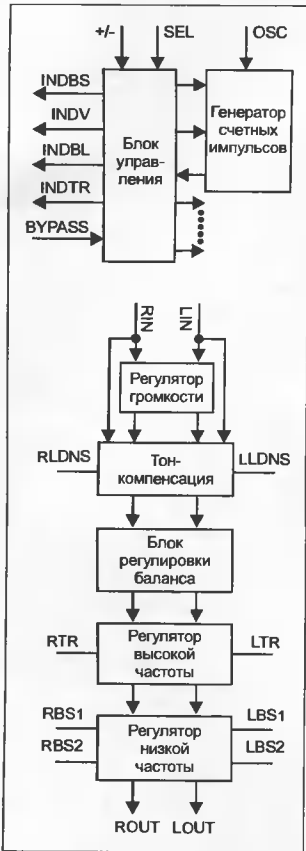 +/-
SEL
OSC
INDBS
INDV
INDBL
INDTR
BYPASS
Блок
управ-
ления
Генератор
счетных
импульсов
RIN
LIN
Регулятор
громкости
RLDNS
Тон-
компенсация
LLDNS
Блок
регулировки
баланса
RTR
Регулятор
высокой
частоты
LTR
RBS1
RBS2
Регулятор
низкой
частоты
LBS1
LBS2
ROUT
LOUT